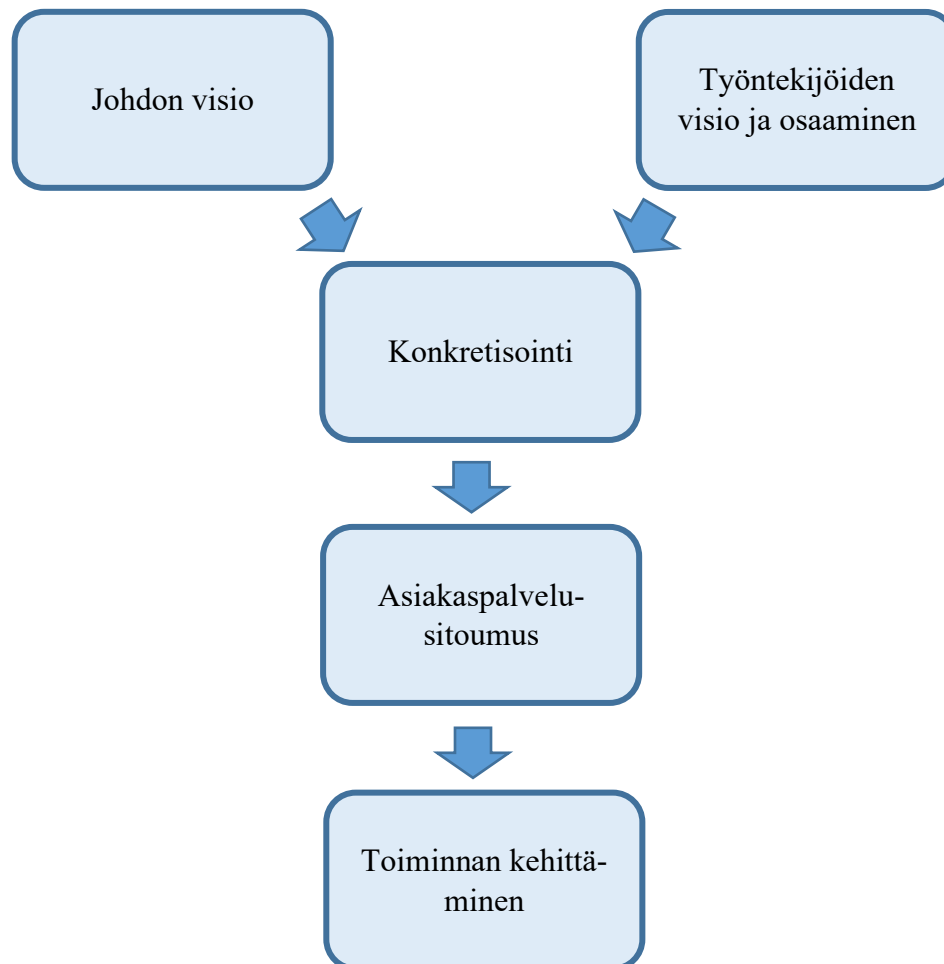 Johdon visio
Työntekijöiden
visio ja osaaminen
Konkretisointi
Asiakaspalvelu-
sitoumus
Toiminnan kehittä-
minen